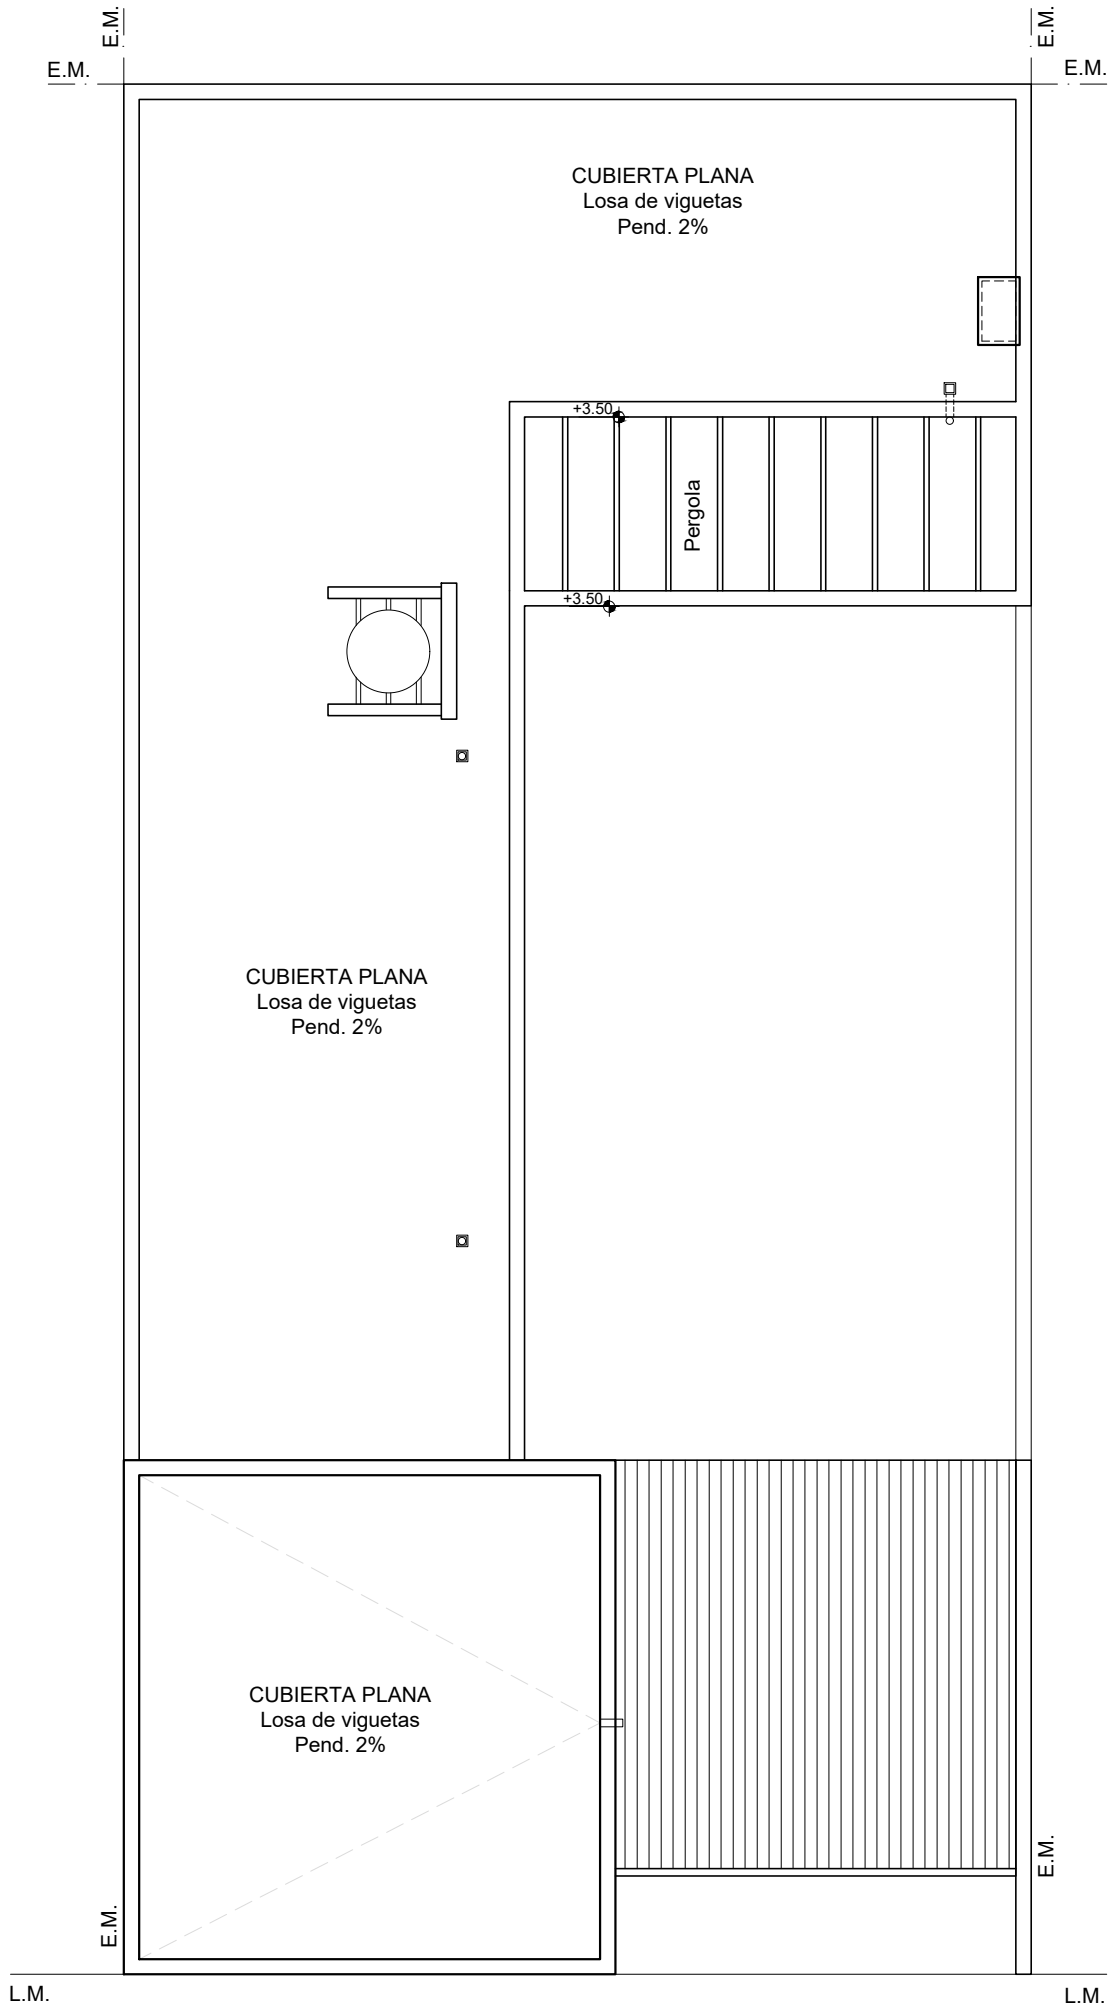 E.M.
E.M.
E.M.
E.M.
CUBIERTA PLANA
Losa de viguetas
Pend. 2%
+3.50
Pergola
+3.50
CUBIERTA PLANA
Losa de viguetas
Pend. 2%
CUBIERTA PLANA
Losa de viguetas
Pend. 2%
E.M.
E.M.
L.M.
L.M.